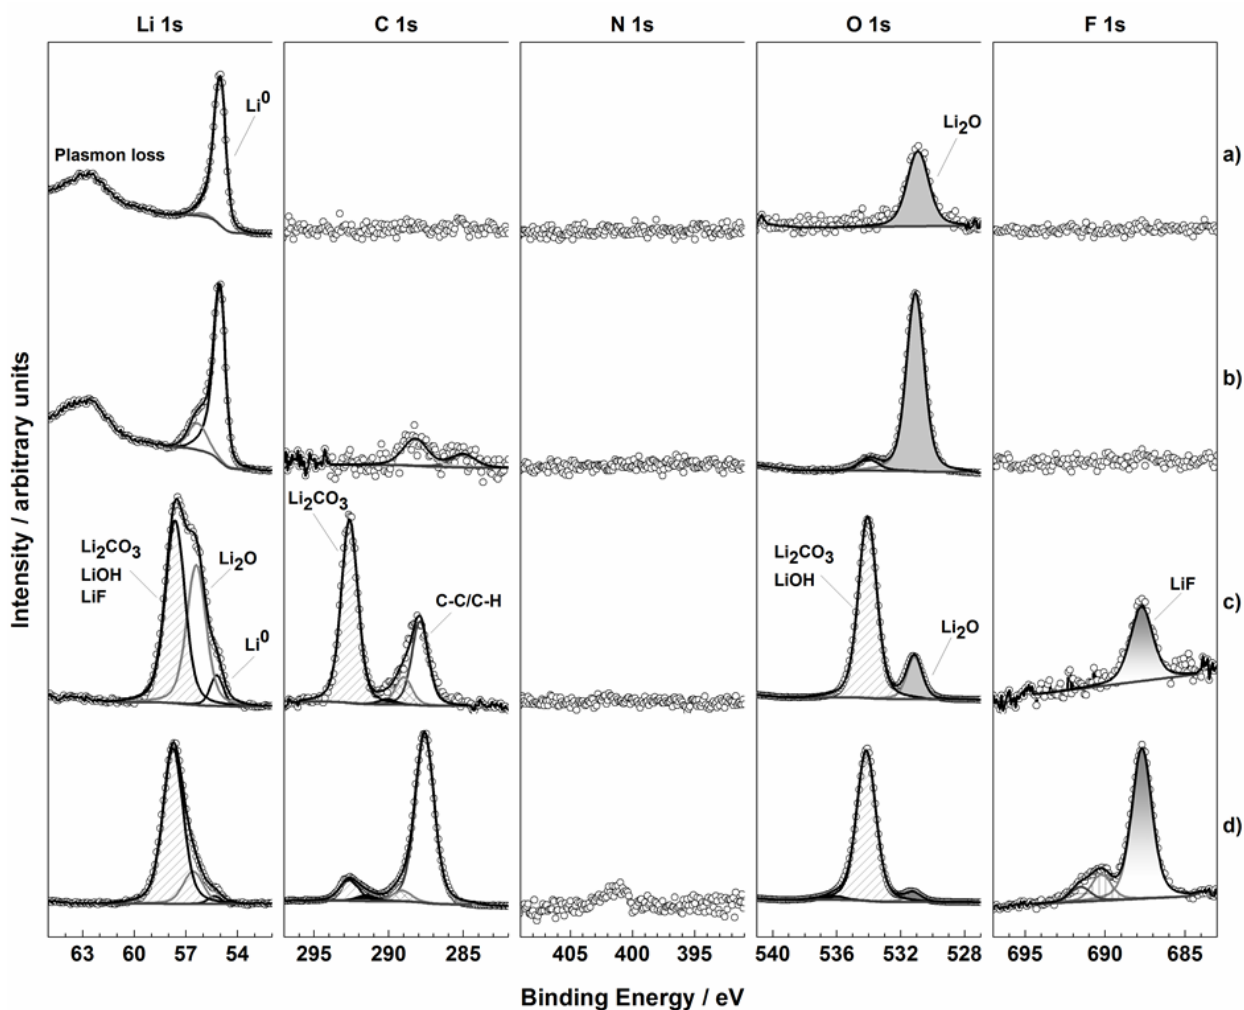 Li 1s
C 1s
N 1s
O 1s
F 1s
Intensity / arbitrary units
Plasmon loss
Li⁰
Li₂O
a)
b)
Li₂CO₃
LiOH
LiF
Li₂O
Li⁰
Li₂CO₃
C-C/C-H
Li₂CO₃
LiOH
Li₂O
LiF
c)
d)
63 60 57 54
295 290 285
405 400 395
540 536 532 528
695 690 685
Binding Energy / eV